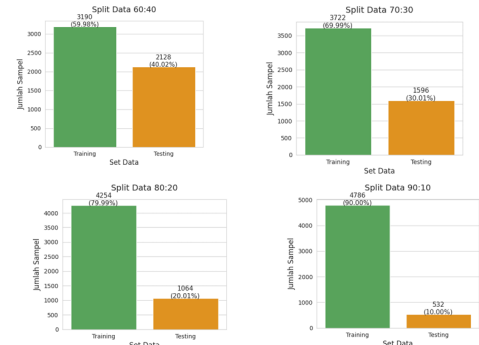 Split Data 60:40
3190
(59.98%)
2128
(40.02%)
3000
2500
2000
1500
1000
500
0
Jumlah Sampel
Training
Testing
Set Data
Split Data 70:30
3722
(69.99%)
1596
(30.01%)
3500
3000
2500
2000
1500
1000
500
0
Jumlah Sampel
Training
Testing
Set Data
Split Data 80:20
4254
(79.99%)
1064
(20.01%)
4000
3500
3000
2500
2000
1500
1000
500
0
Jumlah Sampel
Training
Testing
Set Data
Split Data 90:10
4786
(90.00%)
532
(10.00%)
5000
4000
3000
2000
1000
0
Jumlah Sampel
Training
Testing